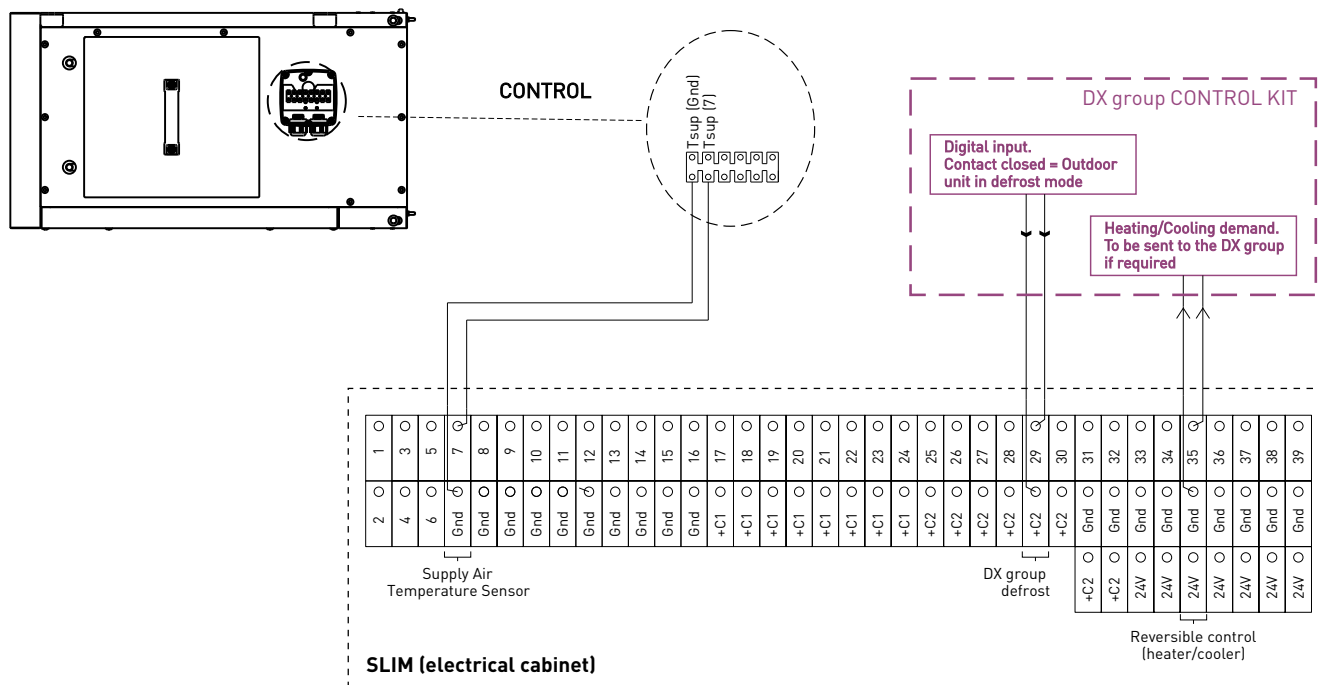 CONTROL
Tsup (Gnd)
Tsup (7)
DX group CONTROL KIT
Digital input.
Contact closed = Outdoor
unit in defrost mode
Heating/Cooling demand.
To be sent to the DX group
if required
1 3 5 7 8 9 10 11 12 13 14 15 16 17 18 19 20 21 22 23 24 25 26 27 28 29 30 31 32 33 34 35 36 37 38 39
2 4 6 Gnd Gnd Gnd Gnd Gnd Gnd Gnd Gnd Gnd Gnd +C1 +C1 +C1 +C1 +C1 +C1 +C1 +C1 +C2 +C2 +C2 +C2 +C2 +C2 Gnd Gnd Gnd Gnd Gnd Gnd Gnd Gnd Gnd
+C2 +C2 24V 24V 24V 24V 24V 24V 24V
Supply Air
Temperature Sensor
DX group
defrost
Reversible control
(heater/cooler)
SLIM (electrical cabinet)